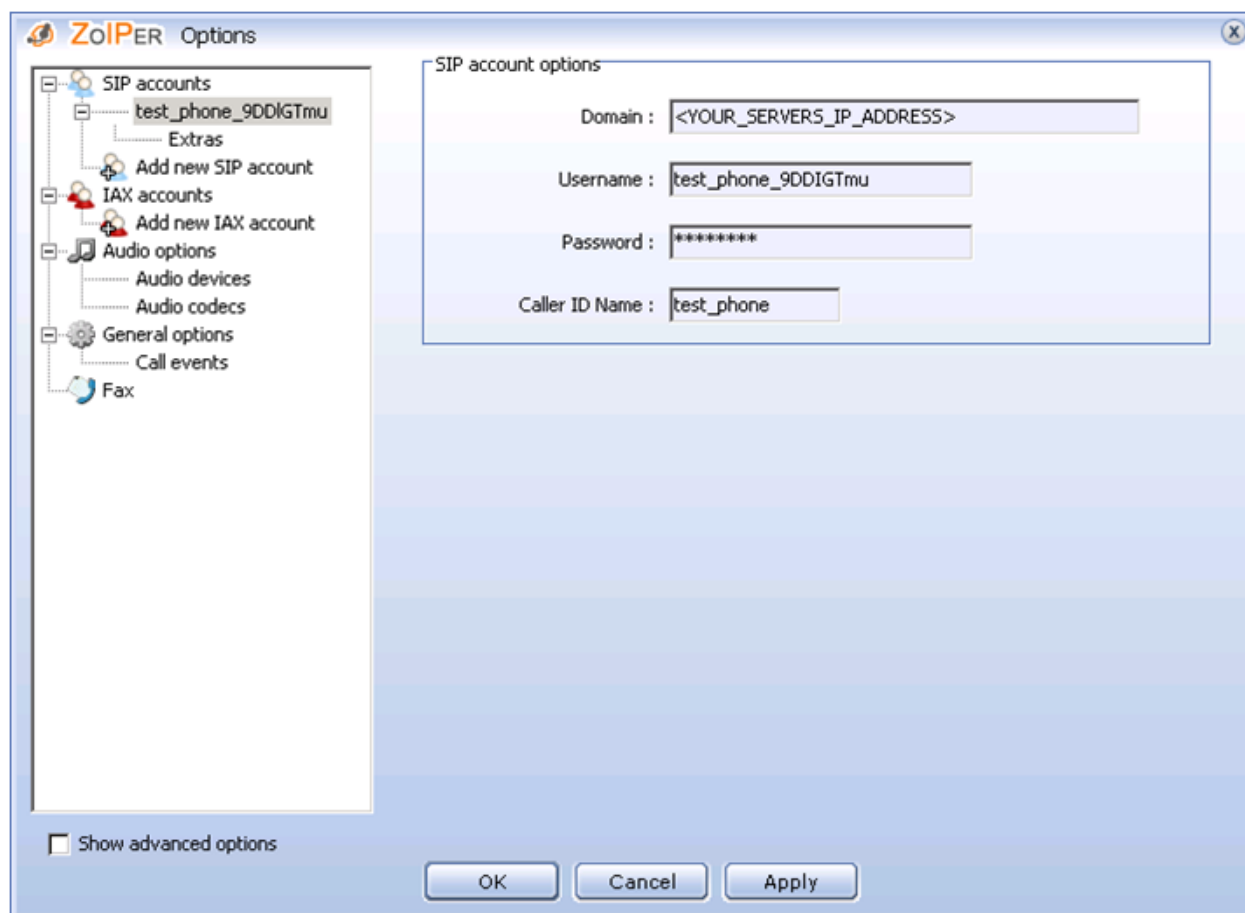 ZOIPER Options
SIP accounts
test_phone_9DDlGTmu
Extras
Add new SIP account
IAX accounts
Add new IAX account
Audio options
Audio devices
Audio codecs
General options
Call events
Fax
Show advanced options
SIP account options
Domain : <YOUR_SERVERS_IP_ADDRESS>
Username : test_phone_9DDIGTmu
Password : ********
Caller ID Name : test_phone
OK Cancel Apply